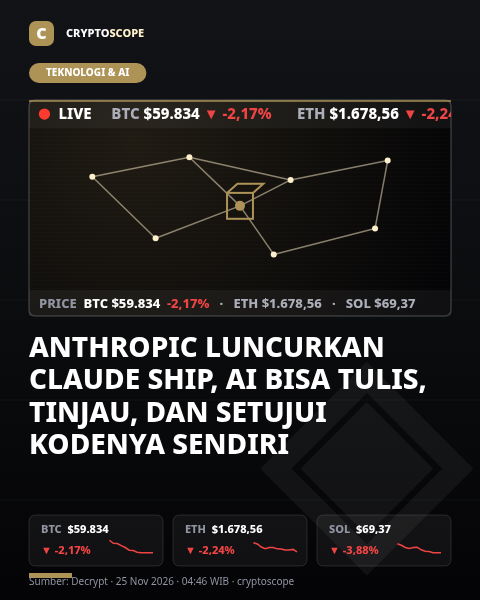 C CRYPTOSCOPE
TEKNOLOGI & AI
LIVE BTC $59.834 ▼ -2,17% ETH $1.678,56 ▼ -2,24
PRICE BTC $59.834 -2,17% · ETH $1.678,56 · SOL $69,37
ANTHROPIC LUNCURKAN
CLAUDE SHIP, AI BISA TULIS,
TINJAU, DAN SETUJUI
KODENYA SENDIRI
BTC $59.834
▼ -2,17%
ETH $1.678,56
▼ -2,24%
SOL $69,37
▼ -3,88%
Sumber: Decrypt · 25 Nov 2026 · 04:46 WIB · cryptoscope